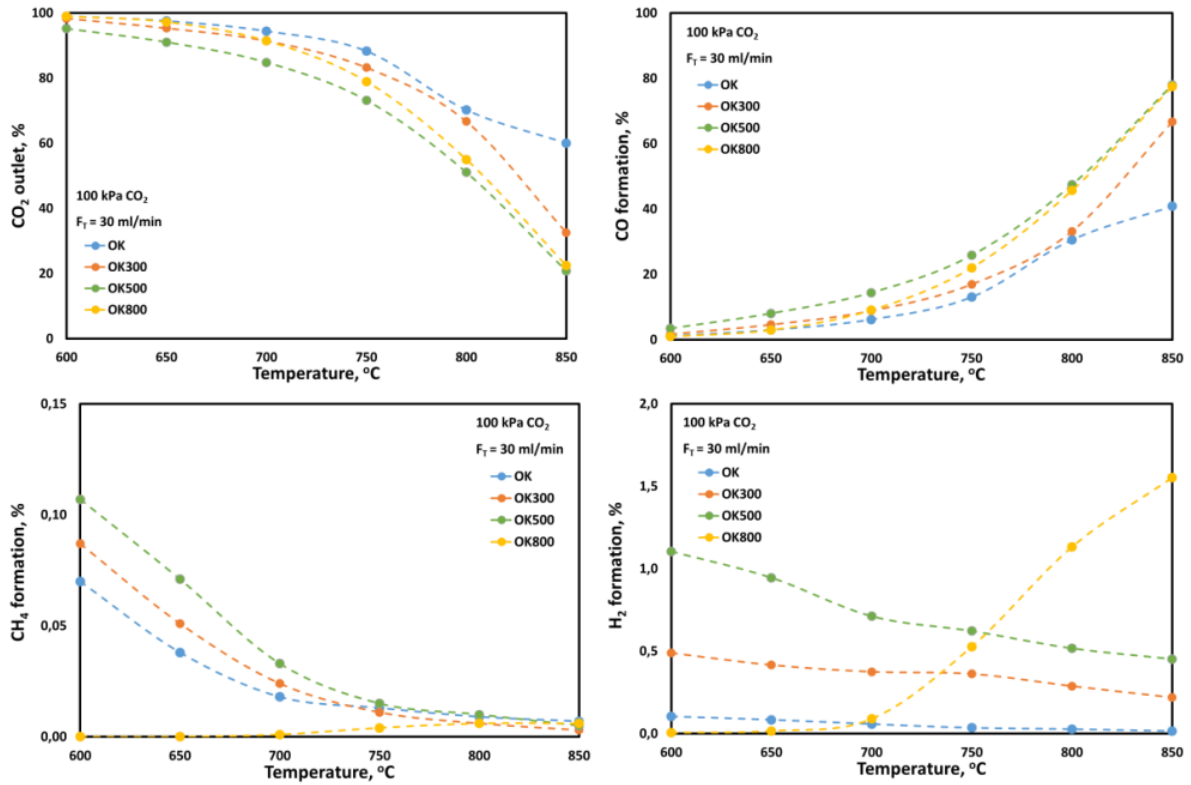 100
80
60
40
20
0
CO2 outlet, %
100 kPa CO2
FT = 30 ml/min
OK
OK300
OK500
OK800
600 650 700 750 800 850
Temperature, oC
100
80
60
40
20
0
CO formation, %
100 kPa CO2
FT = 30 ml/min
OK
OK300
OK500
OK800
600 650 700 750 800 850
Temperature, oC
0,15
0,10
0,05
0,00
CH4 formation, %
100 kPa CO2
FT = 30 ml/min
OK
OK300
OK500
OK800
600 650 700 750 800 850
Temperature, oC
2,0
1,5
1,0
0,5
0,0
H2 formation, %
100 kPa CO2
FT = 30 ml/min
OK
OK300
OK500
OK800
600 650 700 750 800 850
Temperature, oC